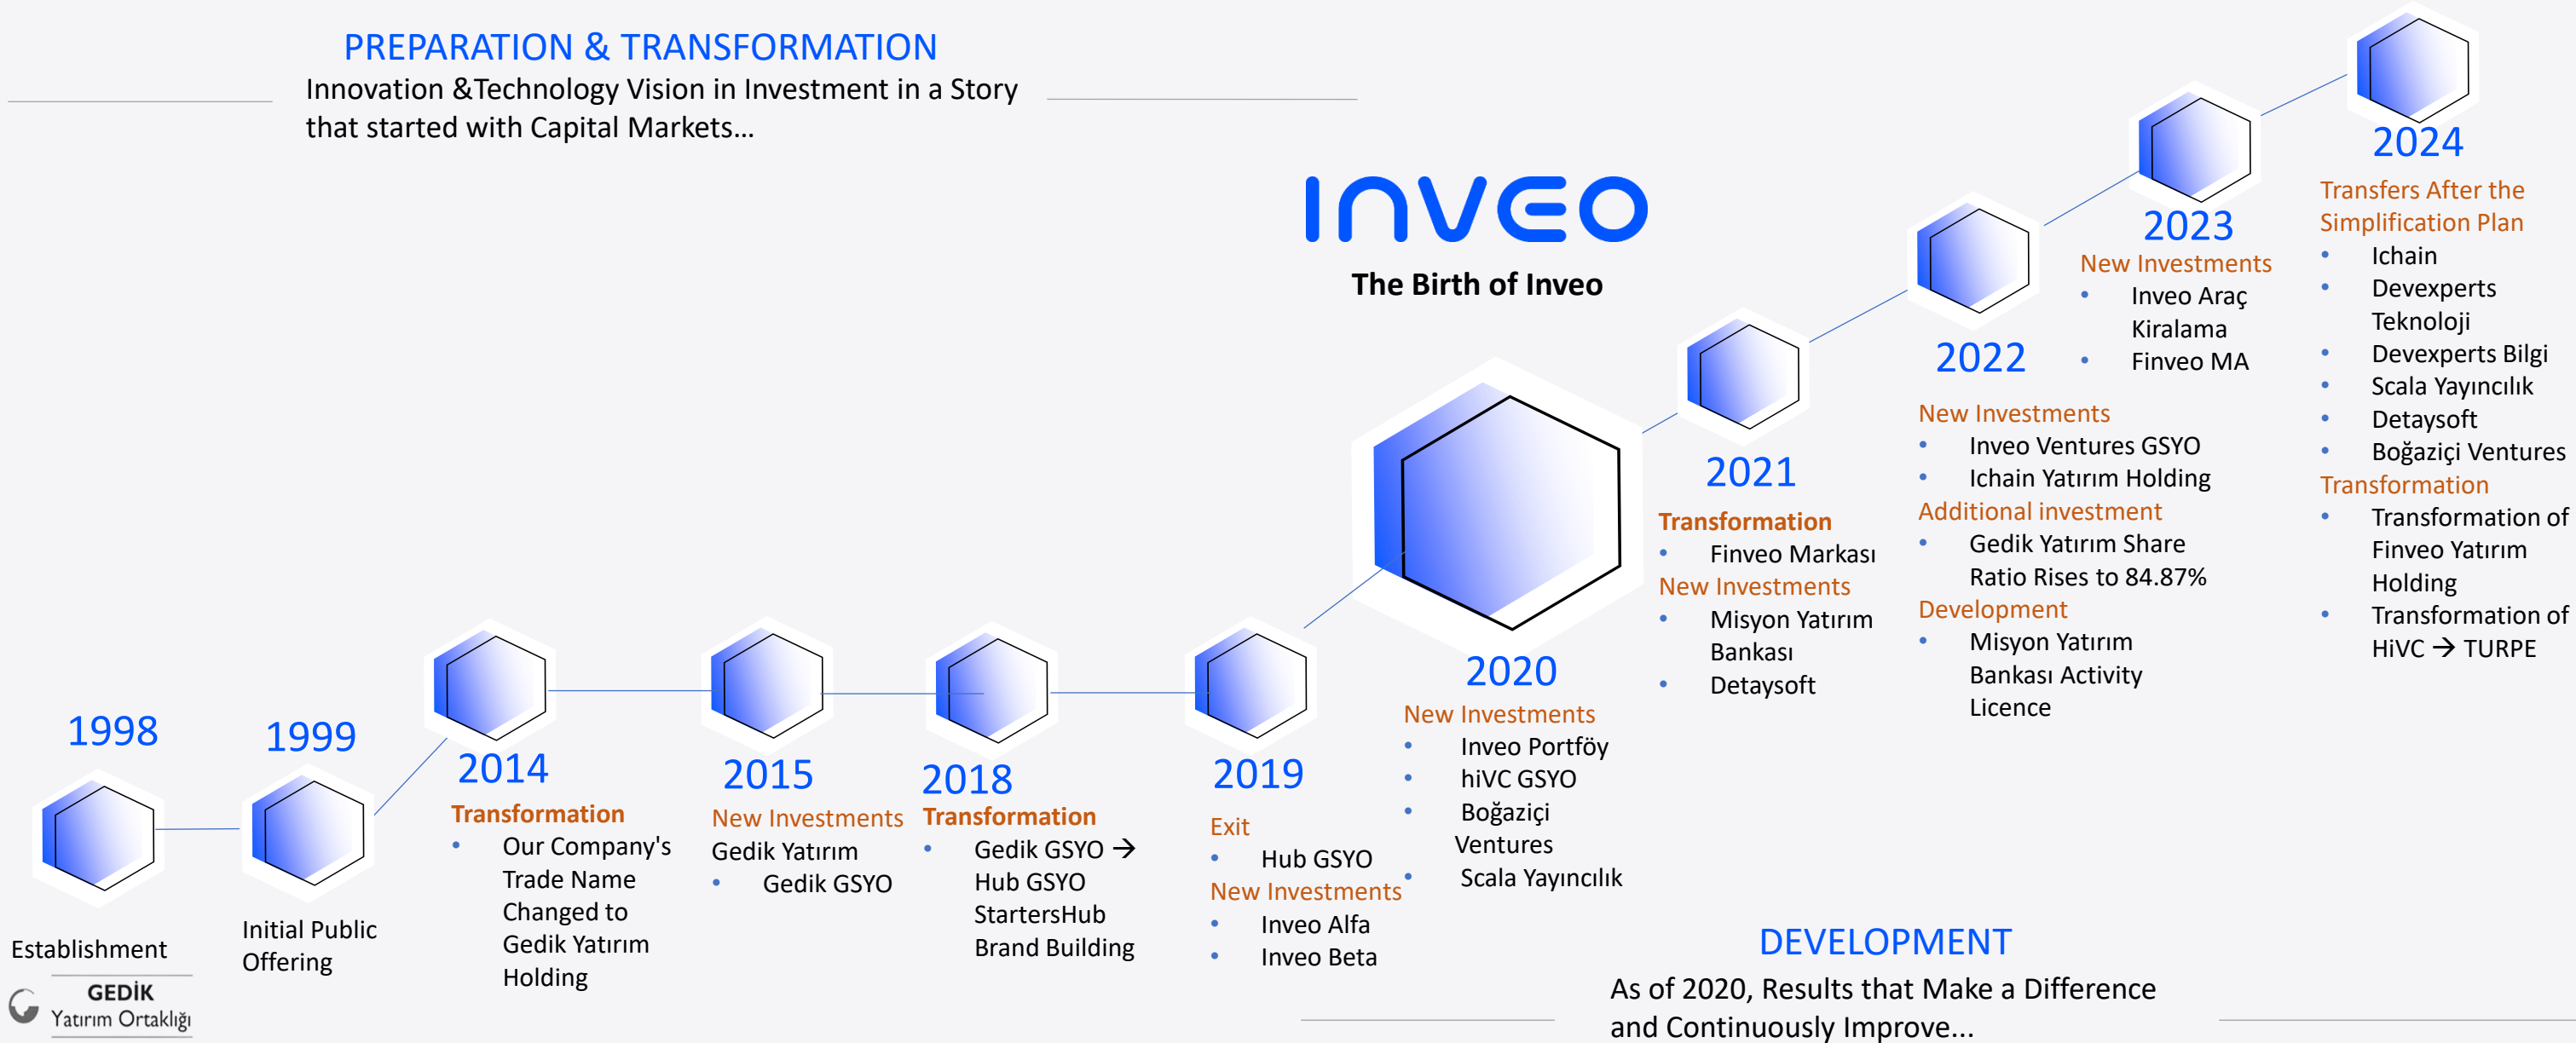 PREPARATION & TRANSFORMATION
Innovation &Technology Vision in Investment in a Story
that started with Capital Markets...
INVEO
The Birth of Inveo
1998
Establishment
GEDİK
Yatırım Ortaklığı
1999
Initial Public
Offering
2014
Transformation
• Our Company's
Trade Name
Changed to
Gedik Yatırım
Holding
2015
New Investments
Gedik Yatırım
• Gedik GSYO
2018
Transformation
• Gedik GSYO →
Hub GSYO
StartersHub
Brand Building
2019
Exit
• Hub GSYO
New Investments
• Inveo Alfa
• Inveo Beta
2020
New Investments
• Inveo Portföy
• hiVC GSYO
• Boğaziçi
Ventures
• Scala Yayıncılık
2021
Transformation
• Finveo Markası
New Investments
• Misyon Yatırım
Bankası
• Detaysoft
2022
New Investments
• Inveo Ventures GSYO
• Ichain Yatırım Holding
Additional investment
• Gedik Yatırım Share
Ratio Rises to 84.87%
Development
• Misyon Yatırım
Bankası Activity
Licence
2023
New Investments
• Inveo Araç
Kiralama
• Finveo MA
2024
Transfers After the
Simplification Plan
• Ichain
• Devexperts
Teknoloji
• Devexperts Bilgi
• Scala Yayıncılık
• Detaysoft
• Boğaziçi Ventures
Transformation
• Transformation of
Finveo Yatırım
Holding
• Transformation of
HiVC → TURPE
DEVELOPMENT
As of 2020, Results that Make a Difference
and Continuously Improve...